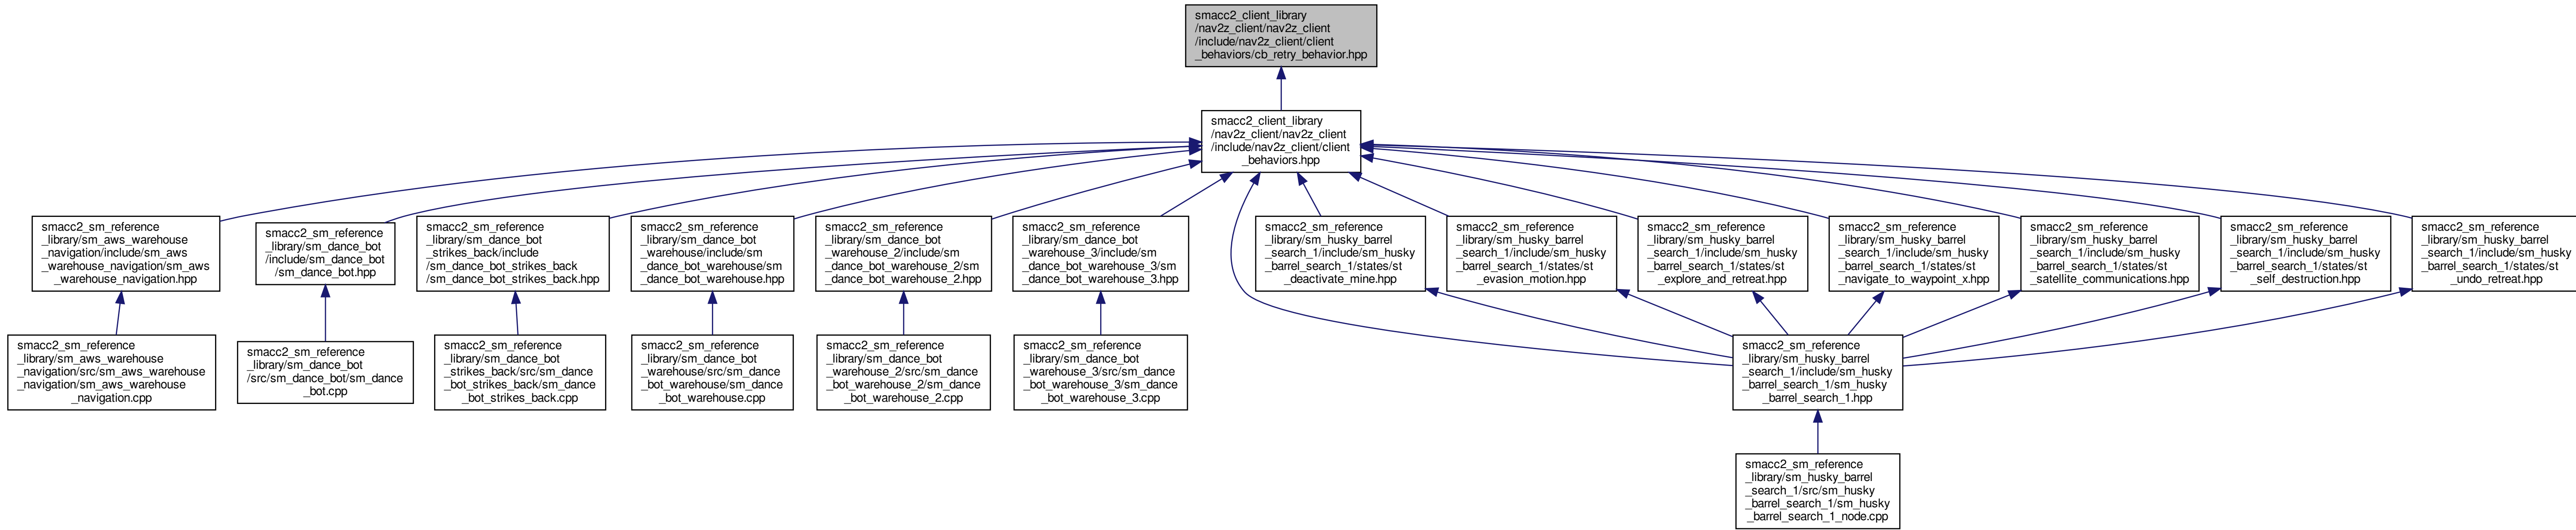 smacc2_client_library
/nav2z_client/nav2z_client
/include/nav2z_client/client
_behaviors/cb_retry_behavior.hpp
smacc2_client_library
/nav2z_client/nav2z_client
/include/nav2z_client/client
_behaviors.hpp
smacc2_sm_reference
_library/sm_aws_warehouse
_navigation/include/sm_aws
_warehouse_navigation/sm_aws
_warehouse_navigation.hpp
smacc2_sm_reference
_library/sm_dance_bot
/include/sm_dance_bot
/sm_dance_bot.hpp
smacc2_sm_reference
_library/sm_dance_bot
_strikes_back/include
/sm_dance_bot_strikes_back
/sm_dance_bot_strikes_back.hpp
smacc2_sm_reference
_library/sm_dance_bot
_warehouse/include/sm
_dance_bot_warehouse/sm
_dance_bot_warehouse.hpp
smacc2_sm_reference
_library/sm_dance_bot
_warehouse_2/include/sm
_dance_bot_warehouse_2/sm
_dance_bot_warehouse_2.hpp
smacc2_sm_reference
_library/sm_dance_bot
_warehouse_3/include/sm
_dance_bot_warehouse_3/sm
_dance_bot_warehouse_3.hpp
smacc2_sm_reference
_library/sm_husky_barrel
_search_1/include/sm_husky
_barrel_search_1/states/st
_deactivate_mine.hpp
smacc2_sm_reference
_library/sm_husky_barrel
_search_1/include/sm_husky
_barrel_search_1/states/st
_evasion_motion.hpp
smacc2_sm_reference
_library/sm_husky_barrel
_search_1/include/sm_husky
_barrel_search_1/states/st
_explore_and_retreat.hpp
smacc2_sm_reference
_library/sm_husky_barrel
_search_1/include/sm_husky
_barrel_search_1/states/st
_navigate_to_waypoint_x.hpp
smacc2_sm_reference
_library/sm_husky_barrel
_search_1/include/sm_husky
_barrel_search_1/states/st
_satellite_communications.hpp
smacc2_sm_reference
_library/sm_husky_barrel
_search_1/include/sm_husky
_barrel_search_1/states/st
_self_destruction.hpp
smacc2_sm_reference
_library/sm_husky_barrel
_search_1/include/sm_husky
_barrel_search_1/states/st
_undo_retreat.hpp
smacc2_sm_reference
_library/sm_aws_warehouse
_navigation/src/sm_aws_warehouse
_navigation/sm_aws_warehouse
_navigation.cpp
smacc2_sm_reference
_library/sm_dance_bot
/src/sm_dance_bot/sm_dance
_bot.cpp
smacc2_sm_reference
_library/sm_dance_bot
_strikes_back/src/sm_dance
_bot_strikes_back/sm_dance
_bot_strikes_back.cpp
smacc2_sm_reference
_library/sm_dance_bot
_warehouse/src/sm_dance
_bot_warehouse/sm_dance
_bot_warehouse.cpp
smacc2_sm_reference
_library/sm_dance_bot
_warehouse_2/src/sm_dance
_bot_warehouse_2/sm_dance
_bot_warehouse_2.cpp
smacc2_sm_reference
_library/sm_dance_bot
_warehouse_3/src/sm_dance
_bot_warehouse_3/sm_dance
_bot_warehouse_3.cpp
smacc2_sm_reference
_library/sm_husky_barrel
_search_1/include/sm_husky
_barrel_search_1/sm_husky
_barrel_search_1.hpp
smacc2_sm_reference
_library/sm_husky_barrel
_search_1/src/sm_husky
_barrel_search_1/sm_husky
_barrel_search_1_node.cpp